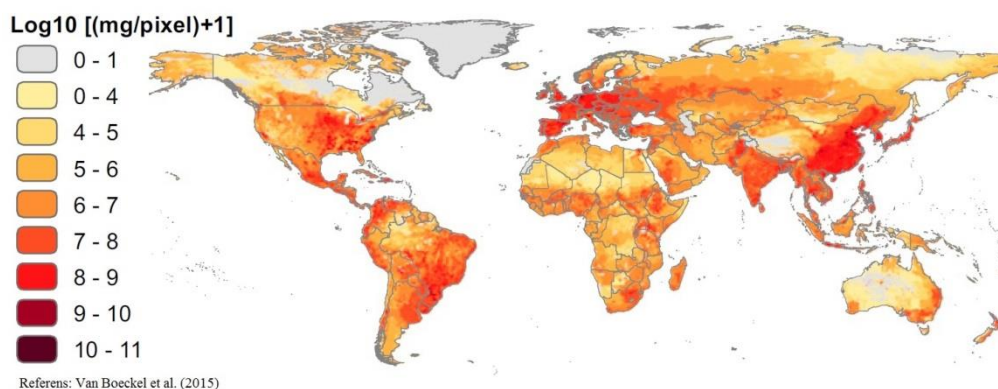 Log10 [(mg/pixel)+1]
0 - 1
0 - 4
4 - 5
5 - 6
6 - 7
7 - 8
8 - 9
9 - 10
10 - 11
Referens: Van Boeckel et al. (2015)